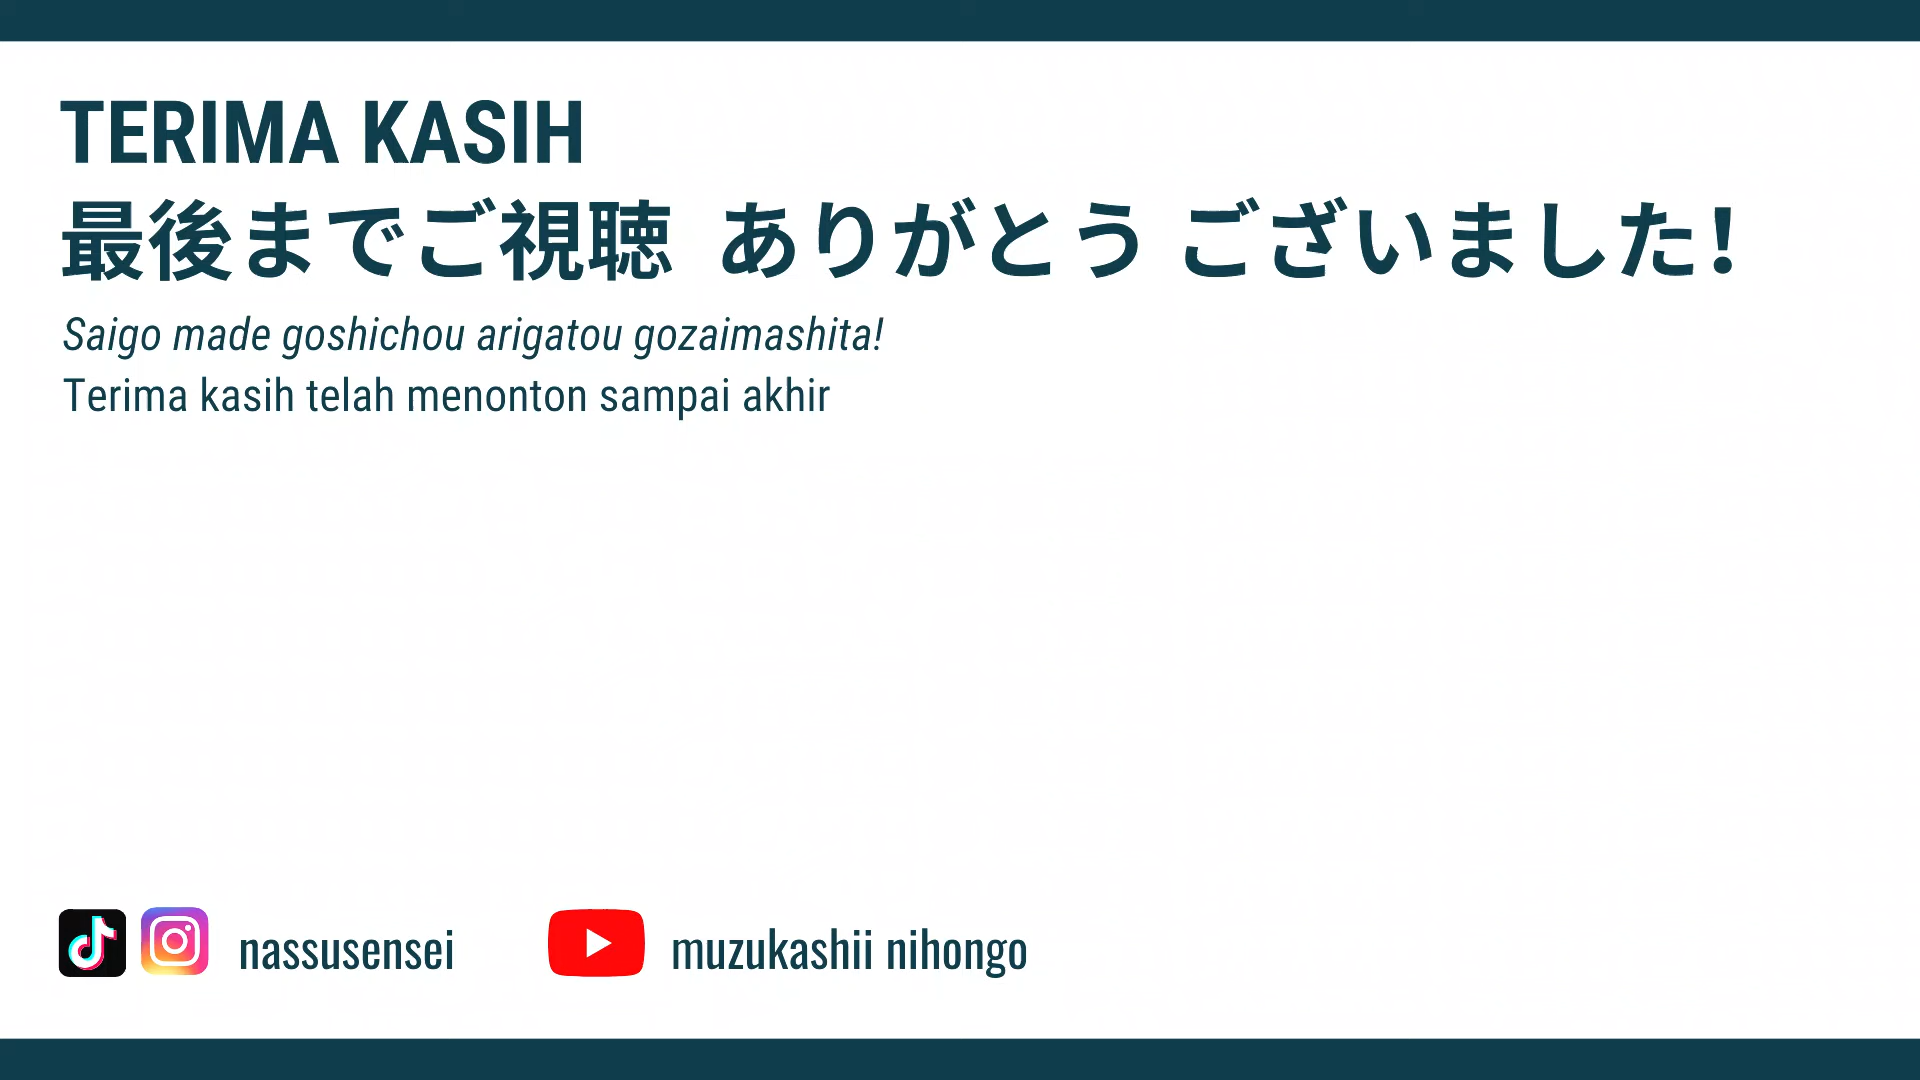 TERIMA KASIH
最後までご視聴 ありがとう ございました!
Saigo made goshichou arigatou gozaimashita!
Terima kasih telah menonton sampai akhir
nassusensei
muzukashii nihongo